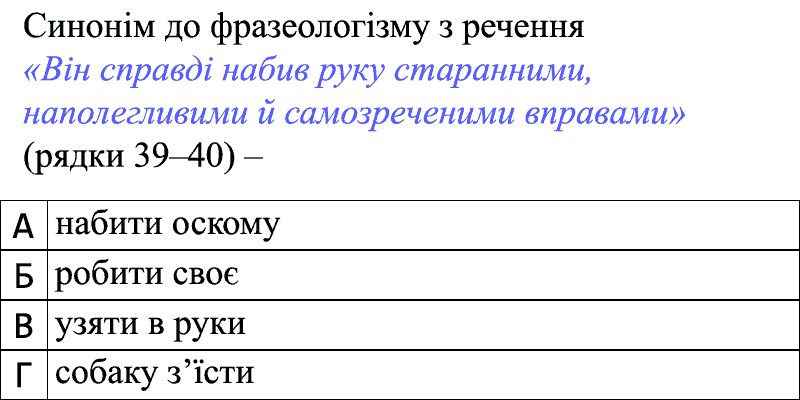 Синонім до фразеологізму з речення
«Він справді набив руку старанними,
наполегливими й самозреченими вправами»
(рядки 39–40) –
А набити оскому
Б робити своє
В узяти в руки
Г собаку з’їсти